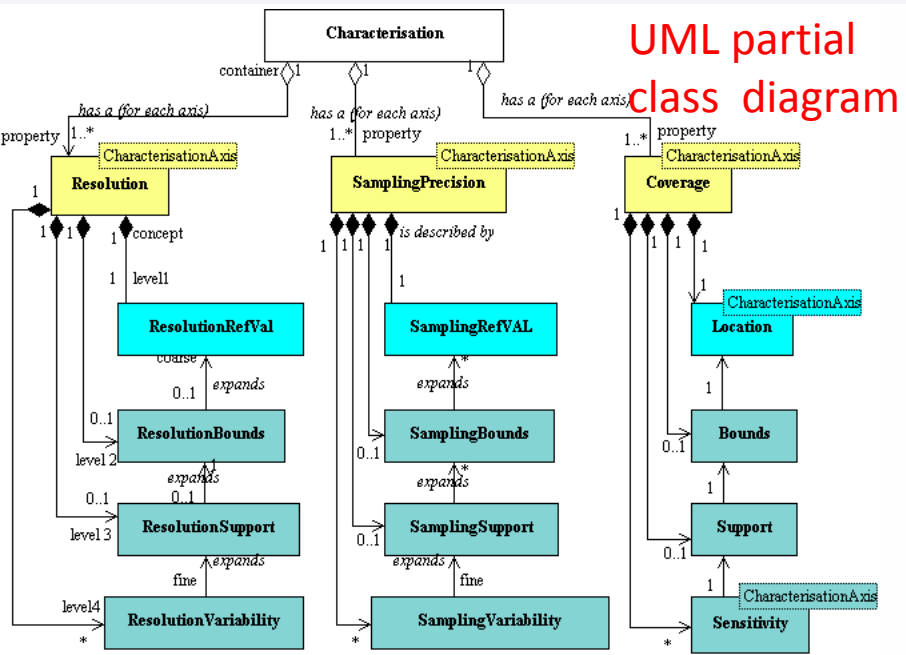 Characterisation
UML partial
class diagram
container
1
1
1
has a (for each axis)
has a (for each axis)
has a (for each axis)
property
1..*
1..*
property
1..*
property
CharacterisationAxis
CharacterisationAxis
CharacterisationAxis
Resolution
SamplingPrecision
Coverage
1
1
1
1
concept
1
1
1
1
is described by
1
1
1
1
1
level1
1
1
CharacterisationAxis
ResolutionRefVal
SamplingRefVAL
Location
coarse
*
0..1
expands
expands
1
0..1
ResolutionBounds
SamplingBounds
Bounds
level 2
0..1
0..1
1
*
expands
expands
1
0..1
0..1
ResolutionSupport
SamplingSupport
Support
level 3
0..1
0..1
expands
expands
fine
fine
1
CharacterisationAxis
level4
ResolutionVariability
SamplingVariability
Sensitivity
*
*
*